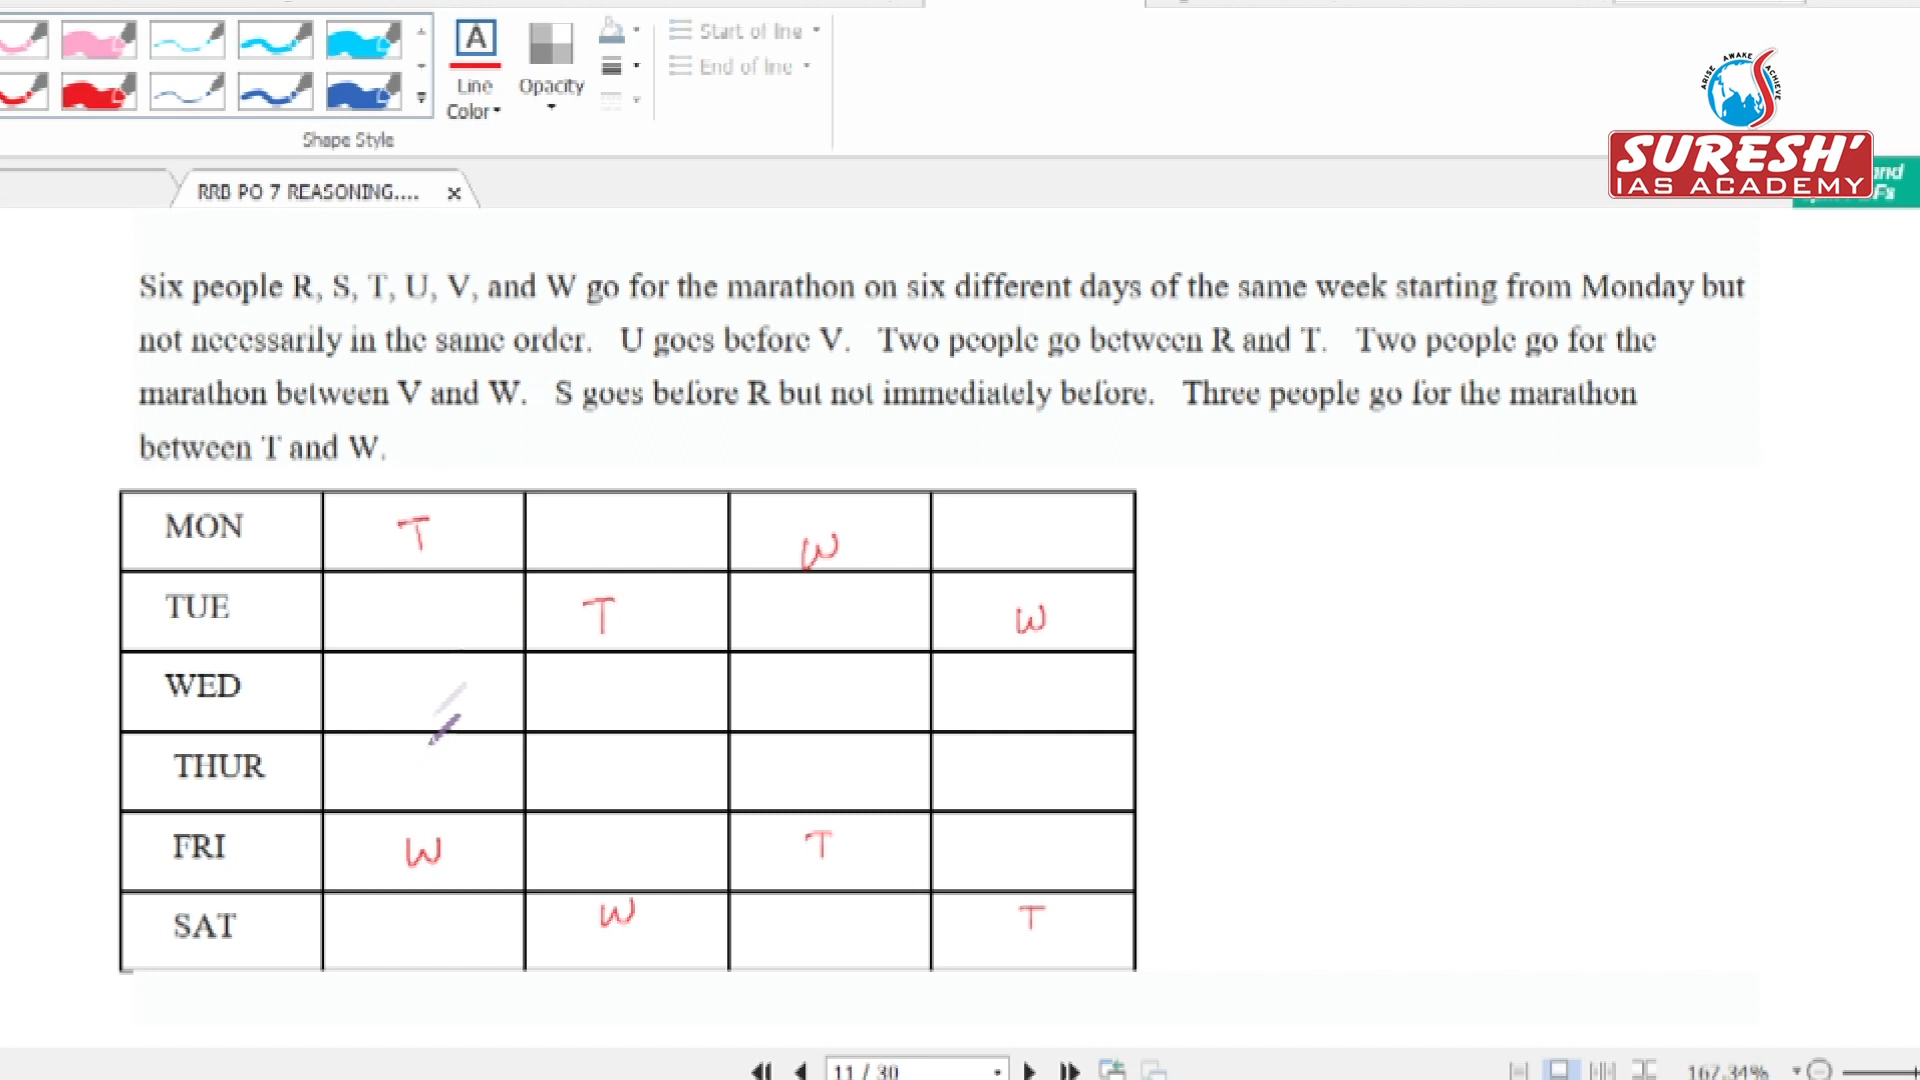 Start of line
End of line
A
Line Color
Opacity
Shape Style
ARISE AWAKE ACHIEVE
SURESH'
IAS ACADEMY
RRB PO 7 REASONING.... x
Six people R, S, T, U, V, and W go for the marathon on six different days of the same week starting from Monday but
not necessarily in the same order. U goes before V. Two people go between R and T. Two people go for the
marathon between V and W. S goes before R but not immediately before. Three people go for the marathon
between T and W.
MON T W
TUE T W
WED
THUR
FRI W T
SAT W T
11 / 30
167.34%